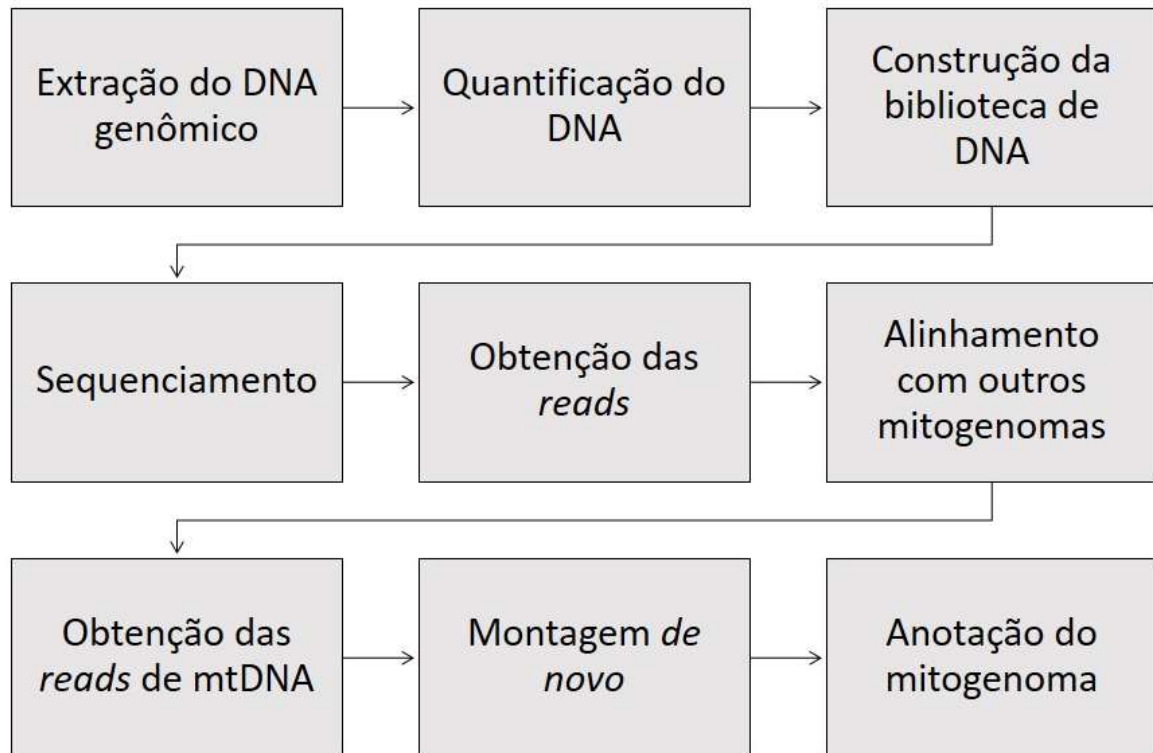 Extração do DNA
genômico
Quantificação do
DNA
Construção da
biblioteca de
DNA
Sequenciamento
Obtenção das
reads
Alinhamento
com outros
mitogenomas
Obtenção das
reads de mtDNA
Montagem de
novo
Anotação do
mitogenoma